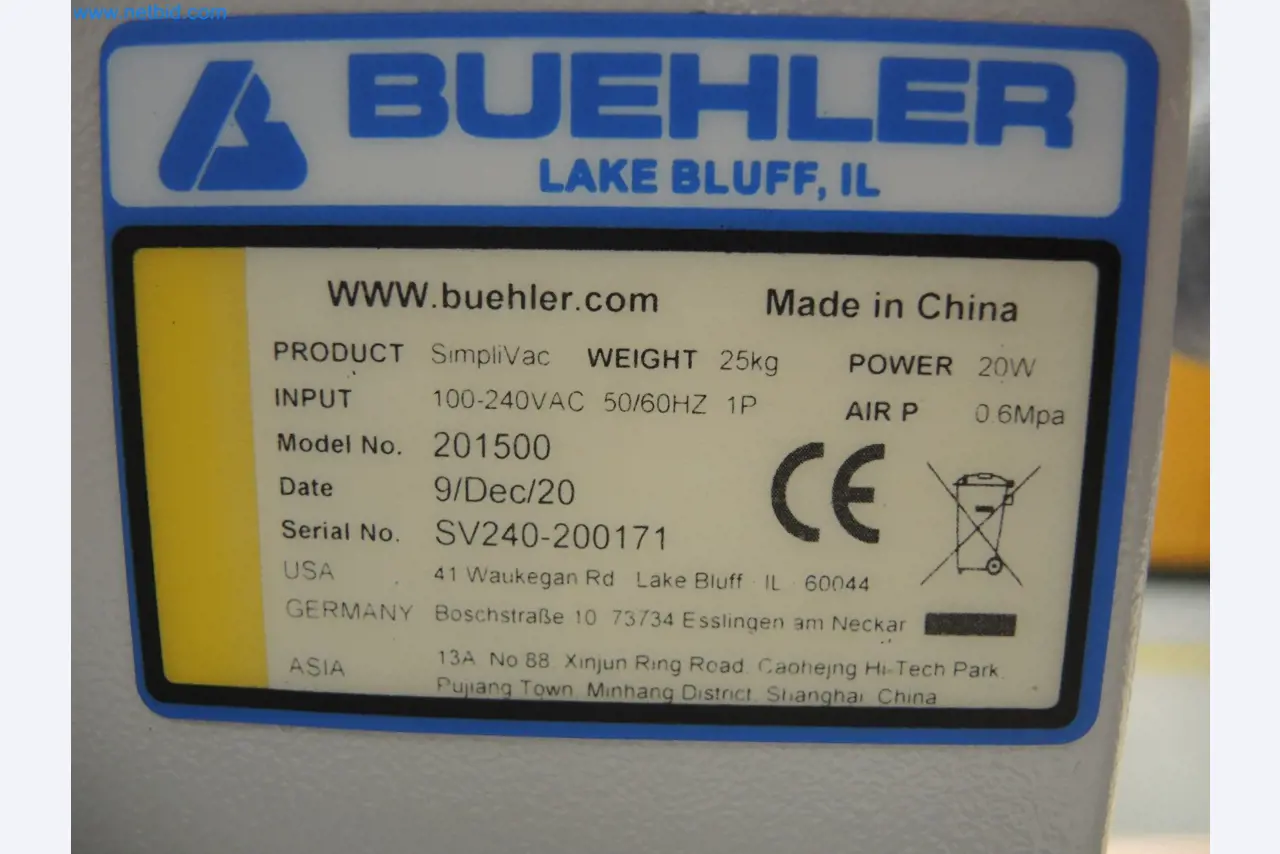 www.netbid.com
BUEHLER
LAKE BLUFF, IL
WWW.buehler.com Made in China
PRODUCT SimpliVac WEIGHT 25kg POWER 20W
INPUT 100-240VAC 50/60HZ 1P AIR P 0.6Mpa
Model No. 201500
Date 9/Dec/20
Serial No. SV240-200171
USA 41 Waukegan Rd Lake Bluff IL 60044
GERMANY Boschstraße 10 73734 Esslingen am Neckar
ASIA 13A No 88 Xinjun Ring Road. Caohejng Hi-Tech Park.
Pujiang Town. Minhang District. Shanghai China
CE